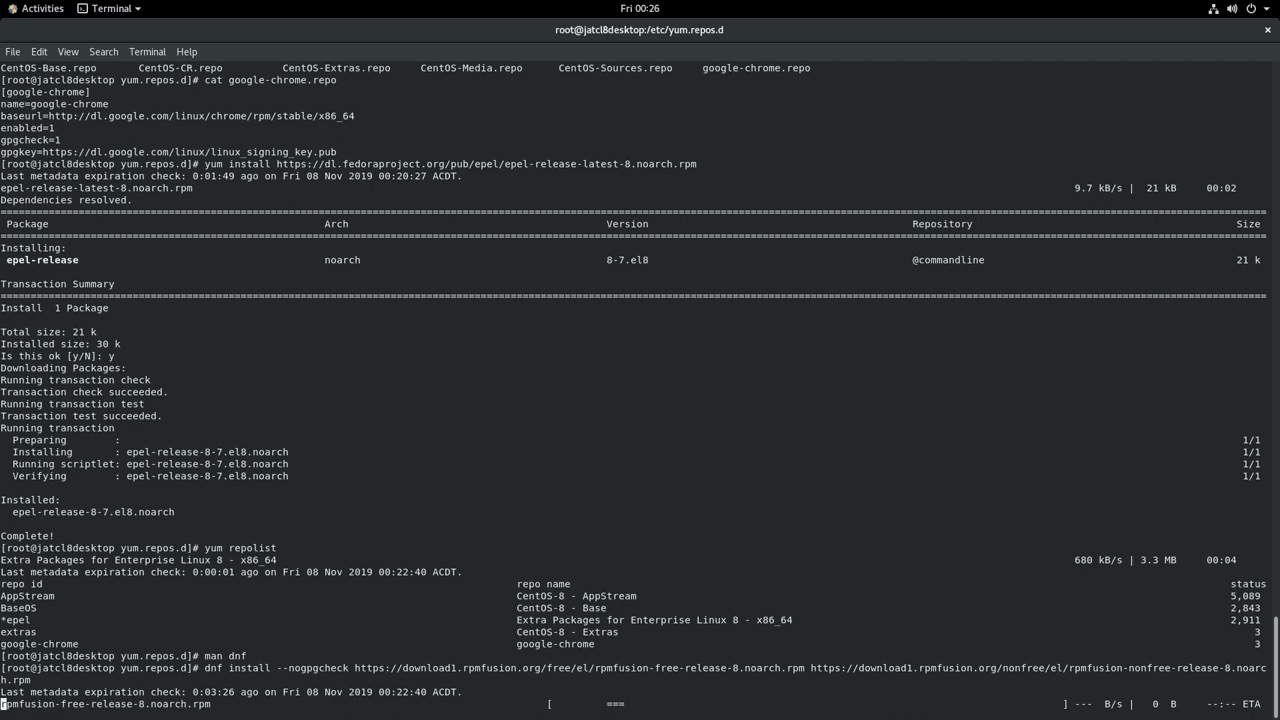 Activities Terminal Fri 00:26
root@jatcl8desktop:/etc/yum.repos.d ×
File Edit View Search Terminal Help
CentOS-Base.repo CentOS-CR.repo CentOS-Extras.repo CentOS-Media.repo CentOS-Sources.repo google-chrome.repo
[root@jatcl8desktop yum.repos.d]# cat google-chrome.repo
[google-chrome]
name=google-chrome
baseurl=http://dl.google.com/linux/chrome/rpm/stable/x86_64
enabled=1
gpgcheck=1
gpgkey=https://dl.google.com/linux/linux_signing_key.pub
[root@jatcl8desktop yum.repos.d]# yum install https://dl.fedoraproject.org/pub/epel/epel-release-latest-8.noarch.rpm
Last metadata expiration check: 0:01:49 ago on Fri 08 Nov 2019 00:20:27 ACDT.
epel-release-latest-8.noarch.rpm 9.7 kB/s | 21 kB 00:02
Dependencies resolved.
Package Arch Version Repository Size
Installing:
epel-release noarch 8-7.el8 @commandline 21 k
Transaction Summary
Install 1 Package
Total size: 21 k
Installed size: 30 k
Is this ok [y/N]: y
Downloading Packages:
Running transaction check
Transaction check succeeded.
Running transaction test
Transaction test succeeded.
Running transaction
Preparing : 1/1
Installing : epel-release-8-7.el8.noarch 1/1
Running scriptlet: epel-release-8-7.el8.noarch 1/1
Verifying : epel-release-8-7.el8.noarch 1/1
Installed:
epel-release-8-7.el8.noarch
Complete!
[root@jatcl8desktop yum.repos.d]# yum repolist
Extra Packages for Enterprise Linux 8 - x86_64 680 kB/s | 3.3 MB 00:04
Last metadata expiration check: 0:00:01 ago on Fri 08 Nov 2019 00:22:40 ACDT.
repo id repo name status
AppStream CentOS-8 - AppStream 5,089
BaseOS CentOS-8 - Base 2,843
*epel Extra Packages for Enterprise Linux 8 - x86_64 2,911
extras CentOS-8 - Extras 3
google-chrome google-chrome 3
[root@jatcl8desktop yum.repos.d]# man dnf
[root@jatcl8desktop yum.repos.d]# dnf install --nogpgcheck https://download1.rpmfusion.org/free/el/rpmfusion-free-release-8.noarch.rpm https://download1.rpmfusion.org/nonfree/el/rpmfusion-nonfree-release-8.noarc
h.rpm
Last metadata expiration check: 0:03:26 ago on Fri 08 Nov 2019 00:22:40 ACDT.
rpmfusion-free-release-8.noarch.rpm [ === ] --- B/s | 0 B --:-- ETA